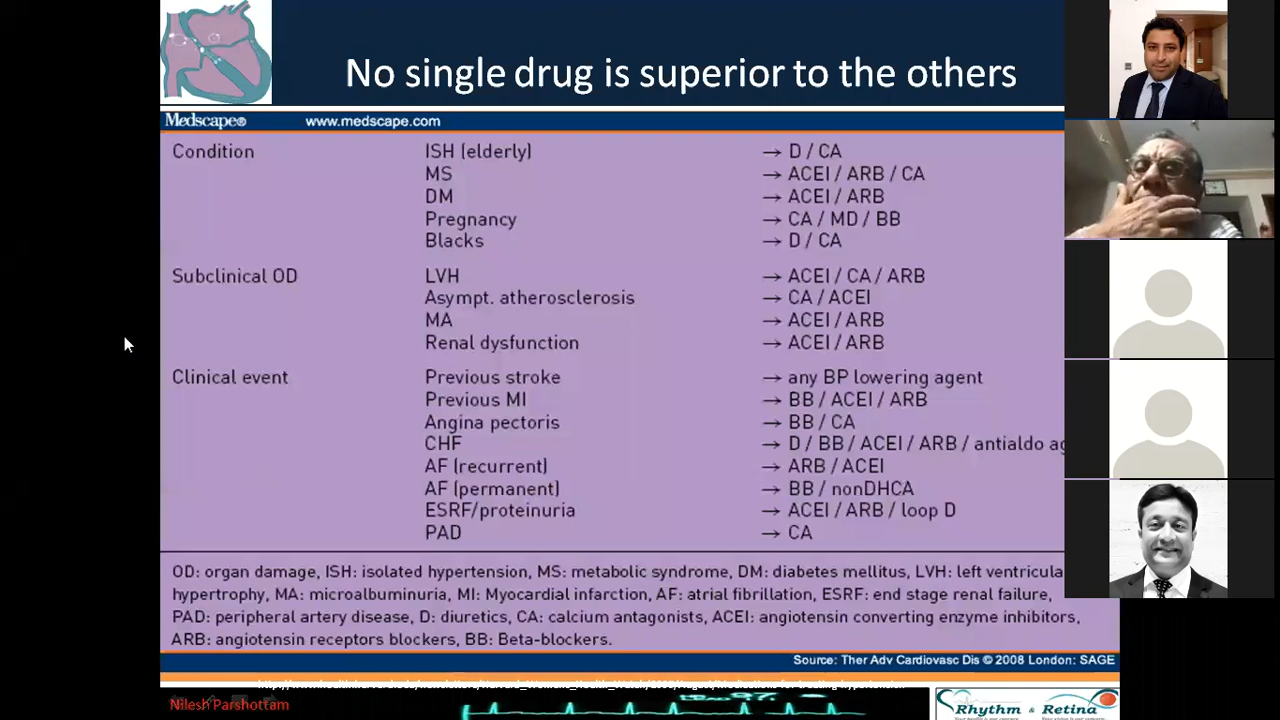 No single drug is superior to the others
Medscape® www.medscape.com
Condition ISH (elderly) → D / CA
MS → ACEI / ARB / CA
DM → ACEI / ARB
Pregnancy → CA / MD / BB
Blacks → D / CA
Subclinical OD LVH → ACEI / CA / ARB
Asympt. atherosclerosis → CA / ACEI
MA → ACEI / ARB
Renal dysfunction → ACEI / ARB
Clinical event Previous stroke → any BP lowering agent
Previous MI → BB / ACEI / ARB
Angina pectoris → BB / CA
CHF → D / BB / ACEI / ARB / antialdo ag
AF (recurrent) → ARB / ACEI
AF (permanent) → BB / nonDHCA
ESRF/proteinuria → ACEI / ARB / loop D
PAD → CA
OD: organ damage, ISH: isolated hypertension, MS: metabolic syndrome, DM: diabetes mellitus, LVH: left ventricula
hypertrophy, MA: microalbuminuria, MI: Myocardial infarction, AF: atrial fibrillation, ESRF: end stage renal failure,
PAD: peripheral artery disease, D: diuretics, CA: calcium antagonists, ACEI: angiotensin converting enzyme inhibitors,
ARB: angiotensin receptors blockers, BB: Beta-blockers.
Source: Ther Adv Cardiovasc Dis © 2008 London: SAGE
Nilesh Parshottam
Rhythm & Retina